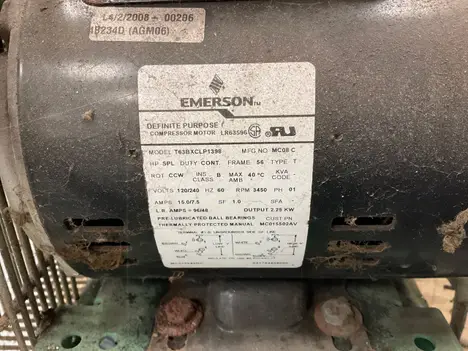 L4/2/2008 - 00206
(AGM06)
EMERSON™
DEFINITE PURPOSE
COMPRESSOR MOTOR LR63596
MODEL T63BXCLP1398 MFG NO MC08 C
HP SPL DUTY CONT. FRAME 56 TYPE T
ROT CCW INS CLASS B MAX AMB 40°C KVA CODE
VOLTS 120/240 HZ 60 RPM 3450 PH 01
AMPS 15.0/7.5 SF 1.0 SFA -
L.R. AMPS = 96/48 OUTPUT 2.25 KW
PRE-LUBRICATED BALL BEARINGS CUST PN
THERMALLY PROTECTED MANUAL MC015502AV